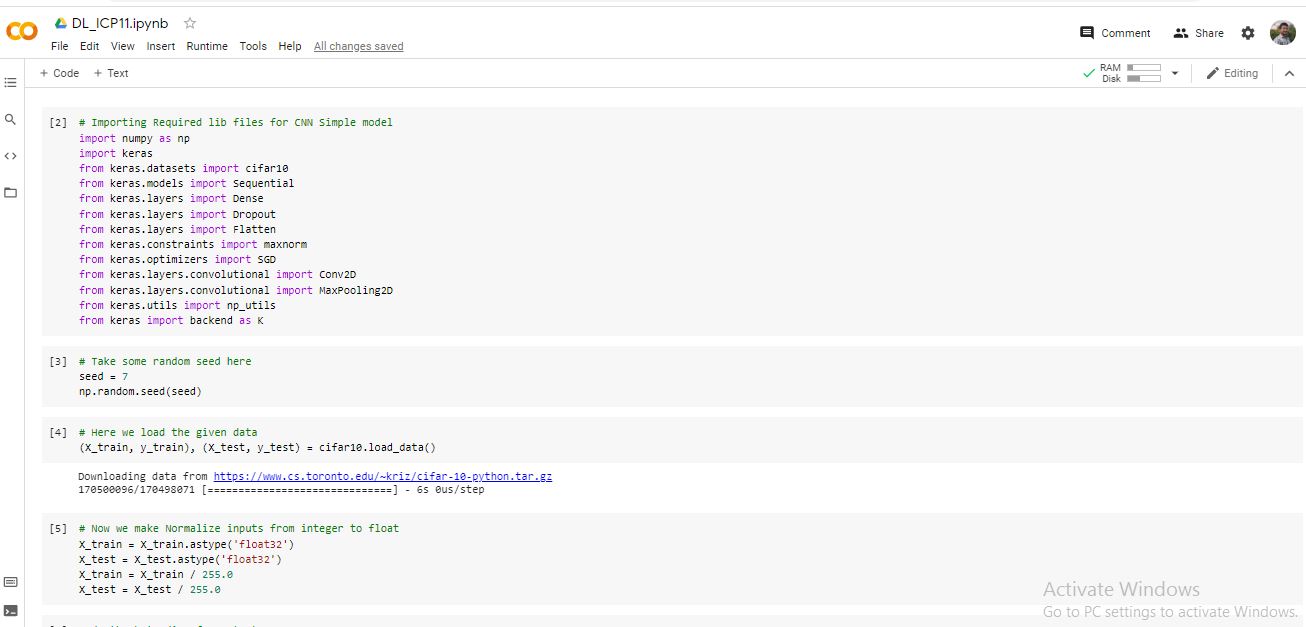 DL_ICP11.ipynb
File Edit View Insert Runtime Tools Help All changes saved
Comment Share
+ Code + Text
RAM
Disk
Editing
[2] # Importing Required lib files for CNN Simple model
import numpy as np
import keras
from keras.datasets import cifar10
from keras.models import Sequential
from keras.layers import Dense
from keras.layers import Dropout
from keras.layers import Flatten
from keras.constraints import maxnorm
from keras.optimizers import SGD
from keras.layers.convolutional import Conv2D
from keras.layers.convolutional import MaxPooling2D
from keras.utils import np_utils
from keras import backend as K
[3] # Take some random seed here
seed = 7
np.random.seed(seed)
[4] # Here we load the given data
(X_train, y_train), (X_test, y_test) = cifar10.load_data()
Downloading data from https://www.cs.toronto.edu/~kriz/cifar-10-python.tar.gz
170500096/170498071 [==============================] - 6s 0us/step
[5] # Now we make Normalize inputs from integer to float
X_train = X_train.astype('float32')
X_test = X_test.astype('float32')
X_train = X_train / 255.0
X_test = X_test / 255.0
Activate Windows
Go to PC settings to activate Windows.